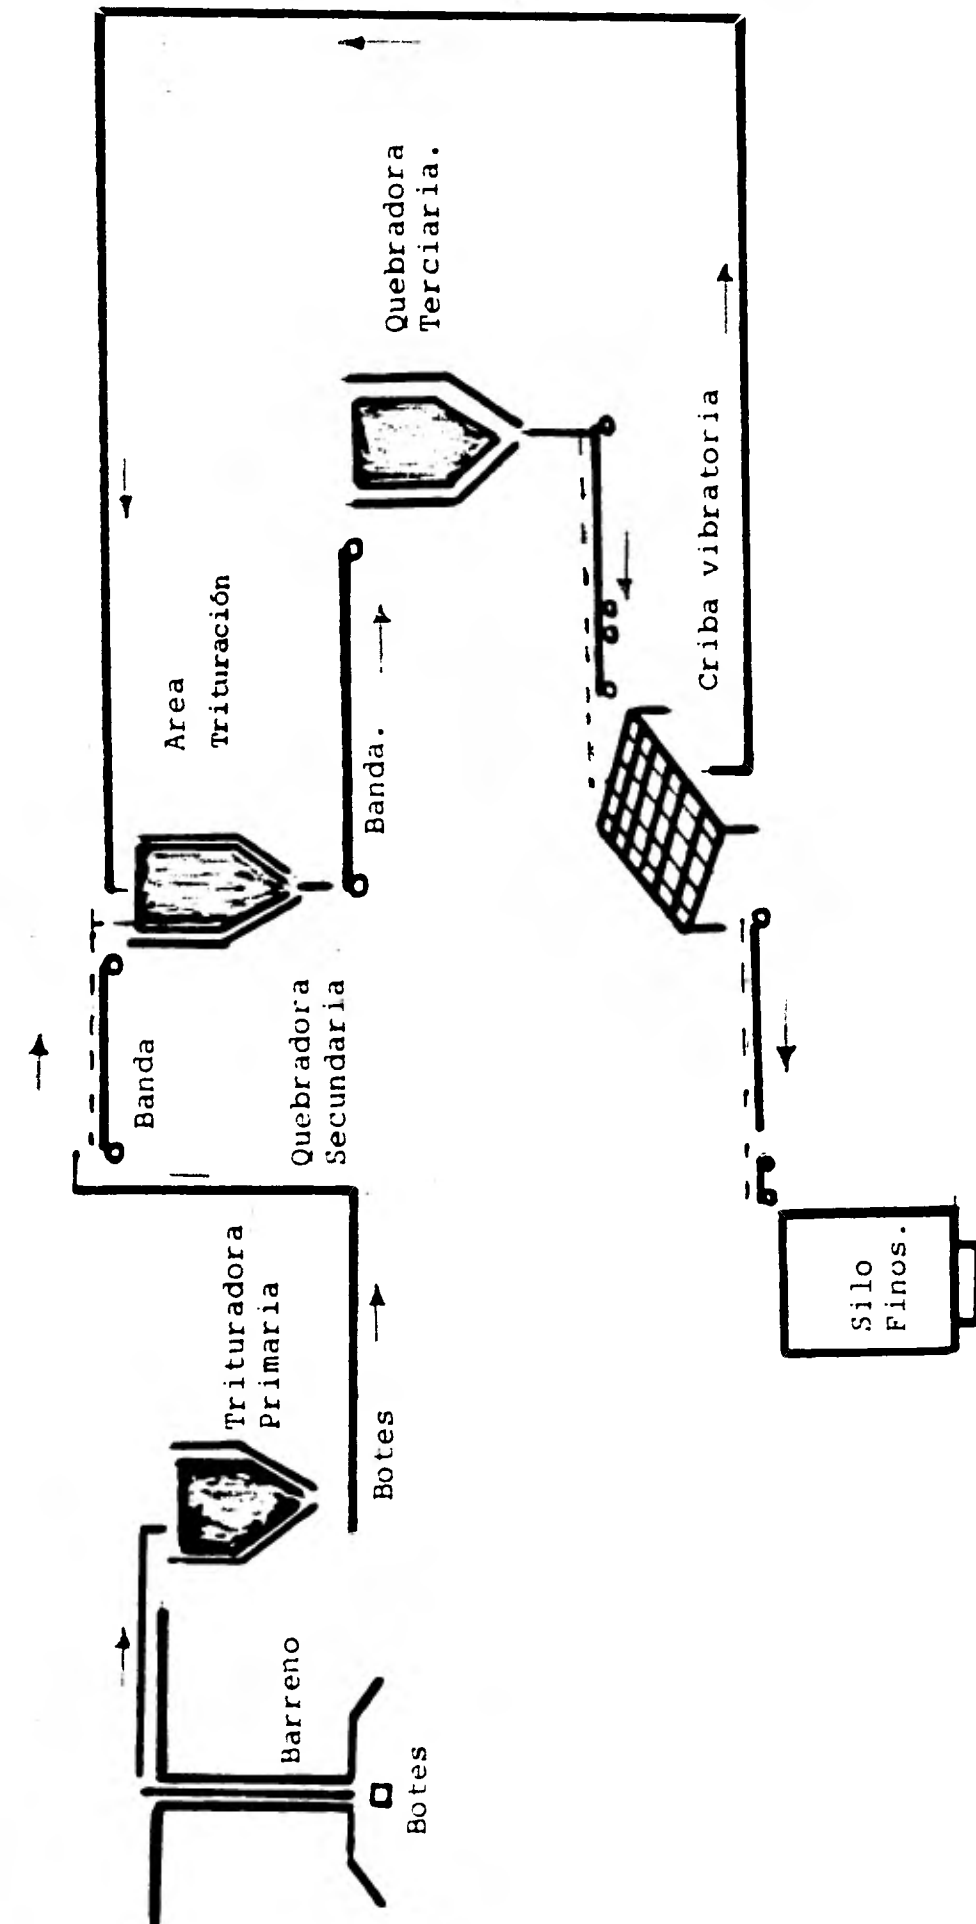 Botes
Barreno
Trituradora
Primaria
Botes
Banda
Quebradora
Secundaria
Area
Trituración
Banda.
Quebradora
Terciaria.
Criba vibratoria
Silo
Finos.